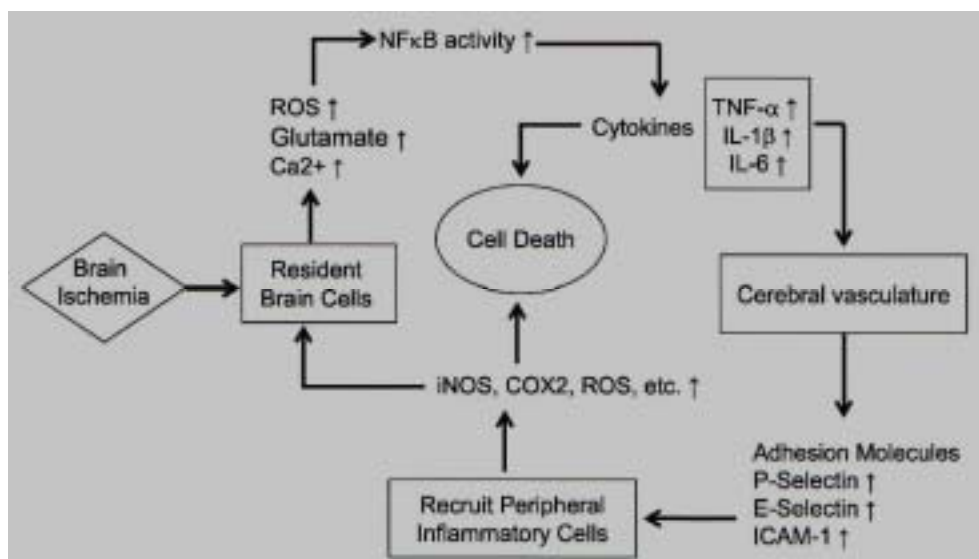 NFκB activity ↑
ROS ↑
Glutamate ↑
Ca2+ ↑
Cytokines
TNF-α ↑
IL-1β ↑
IL-6 ↑
Cell Death
Brain
Ischemia
Resident
Brain Cells
Cerebral vasculature
iNOS, COX2, ROS, etc. ↑
Adhesion Molecules
P-Selectin ↑
E-Selectin ↑
ICAM-1 ↑
Recruit Peripheral
Inflammatory Cells